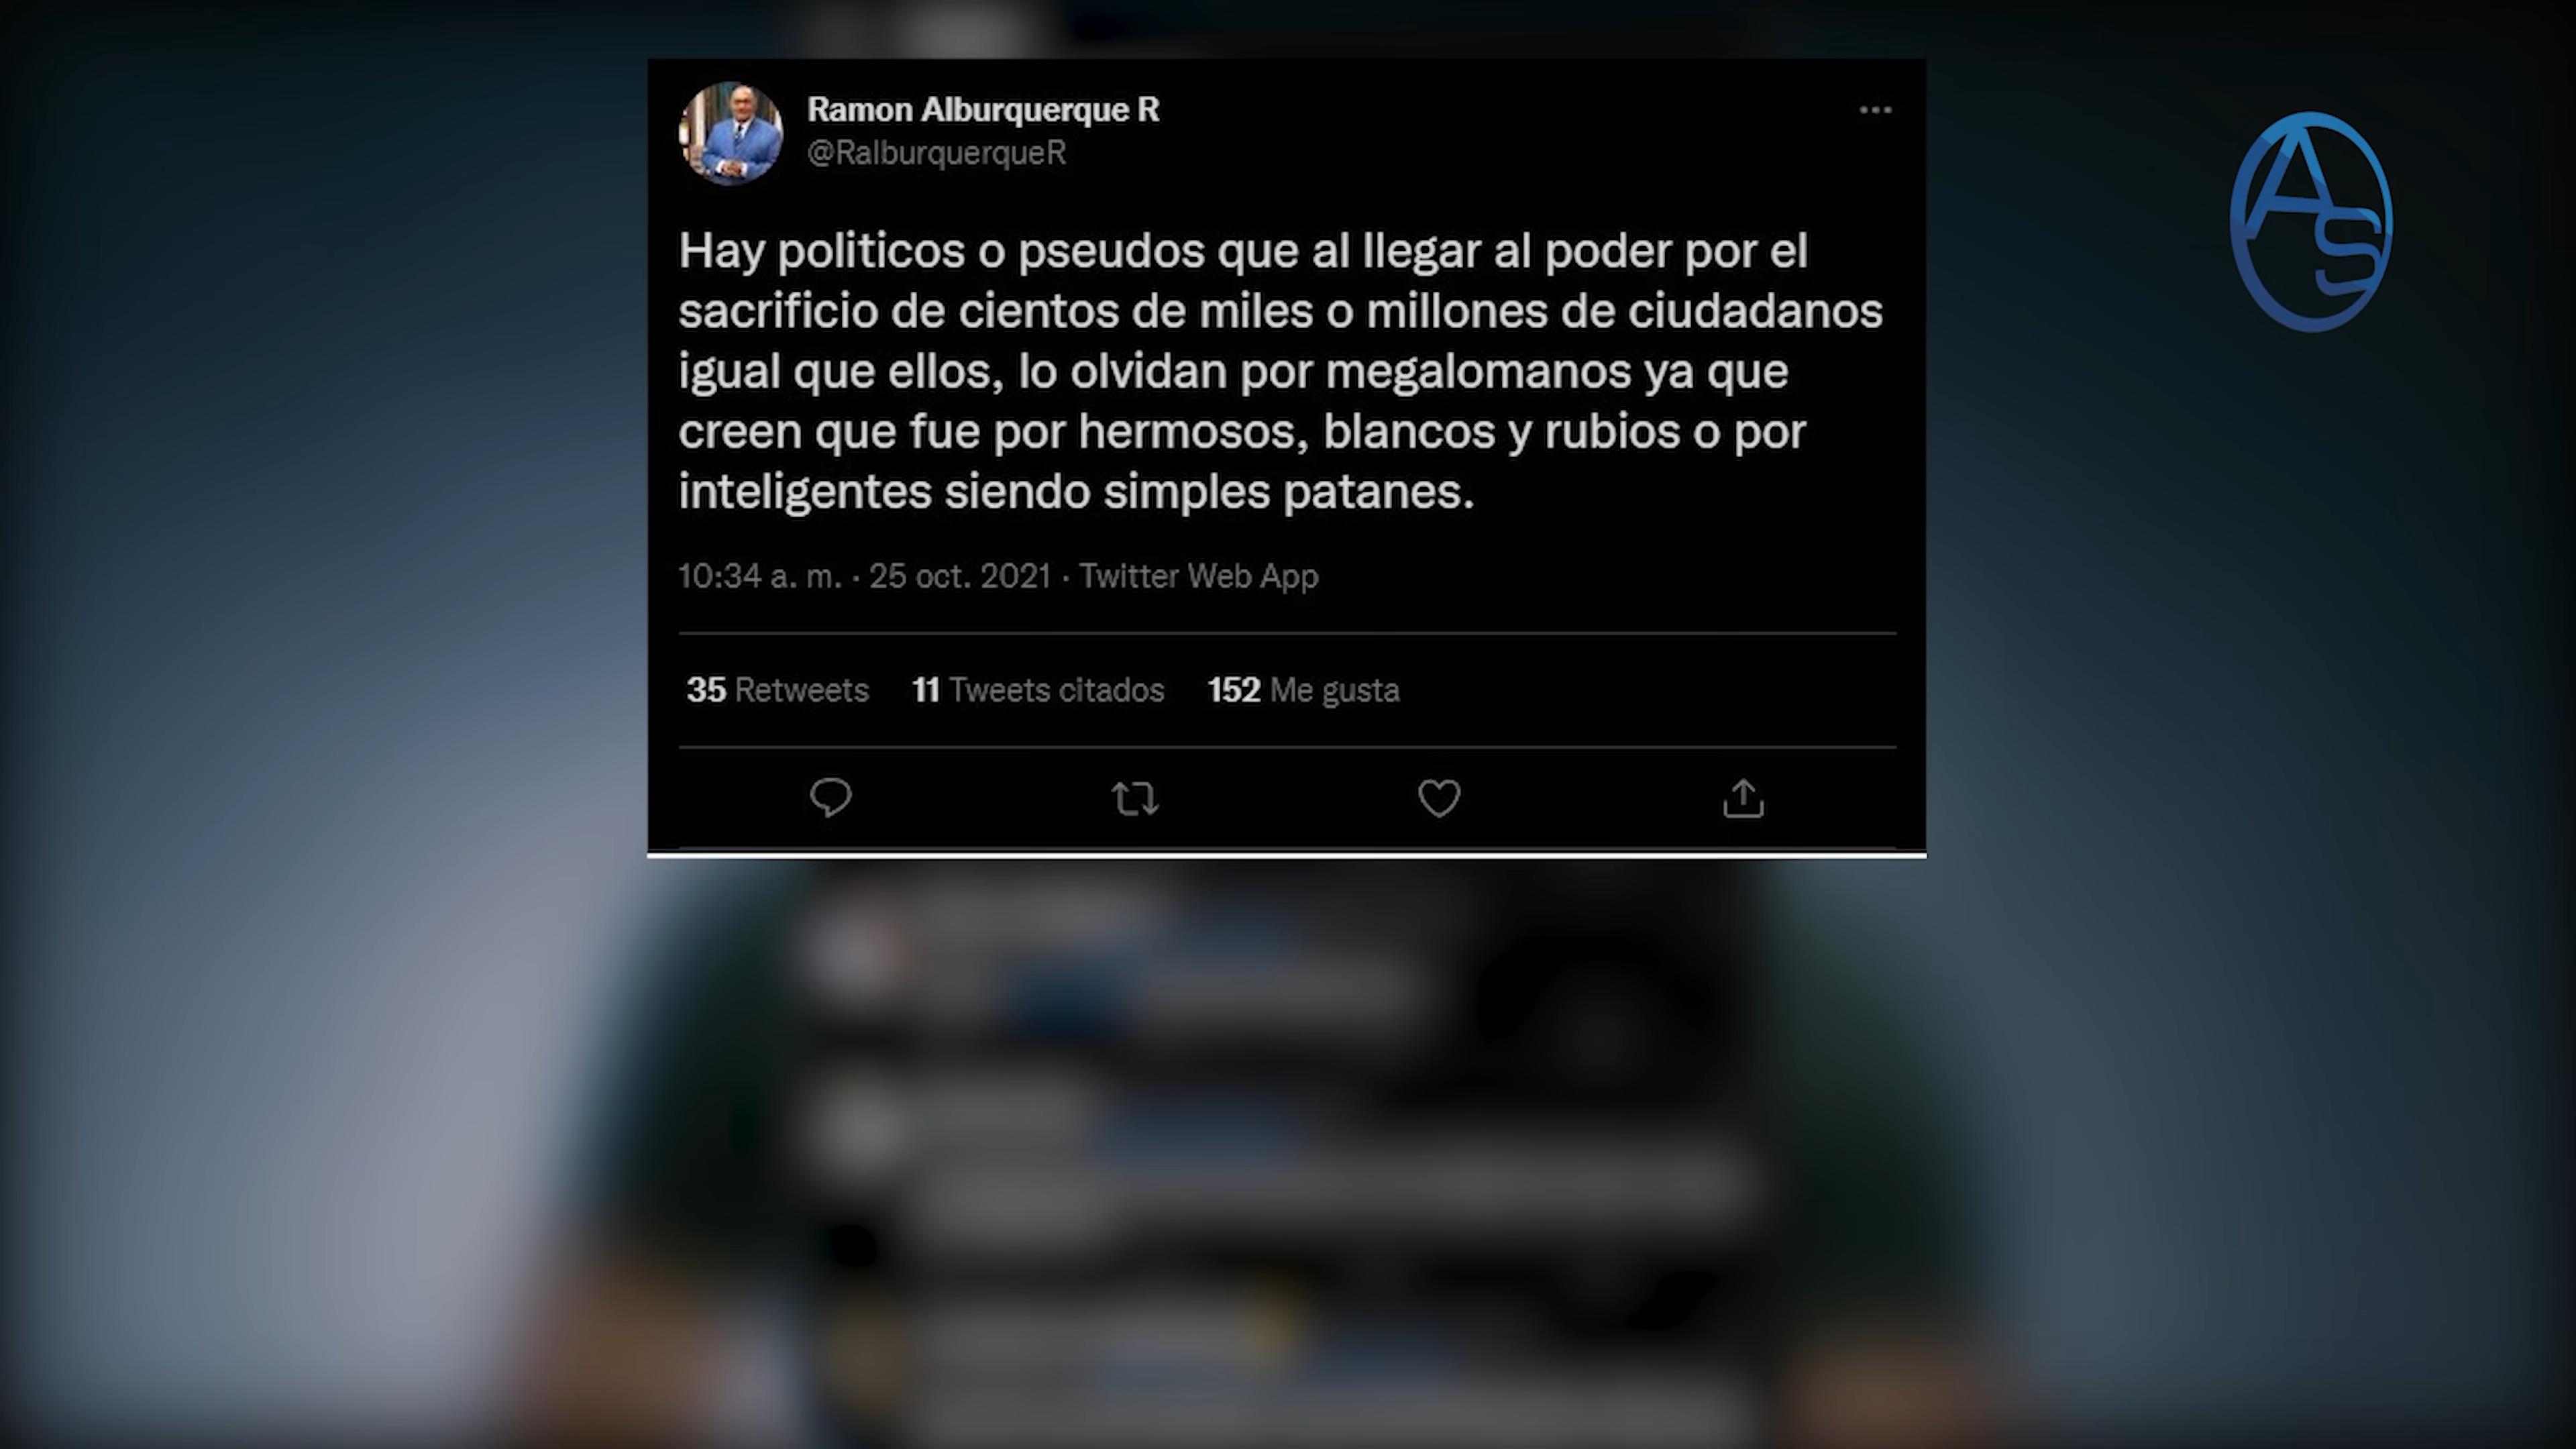 Ramon Alburquerque R
@RalburquerqueR
Hay politicos o pseudos que al llegar al poder por el
sacrificio de cientos de miles o millones de ciudadanos
igual que ellos, lo olvidan por megalomanos ya que
creen que fue por hermosos, blancos y rubios o por
inteligentes siendo simples patanes.
10:34 a. m. · 25 oct. 2021 · Twitter Web App
35 Retweets 11 Tweets citados 152 Me gusta
AS